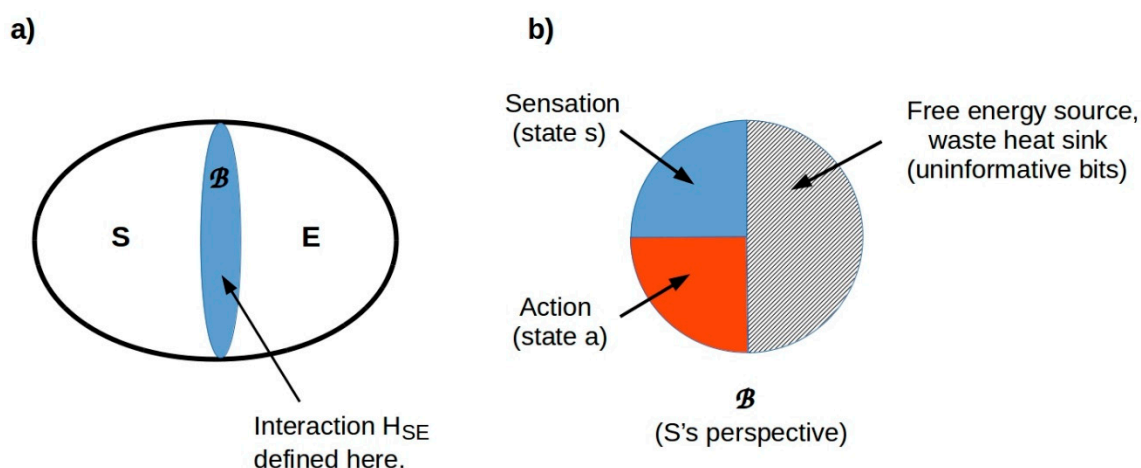 a)
S
ℬ
E
Interaction H_SE
defined here.
b)
Sensation
(state s)
Action
(state a)
Free energy source,
waste heat sink
(uninformative bits)
ℬ
(S's perspective)